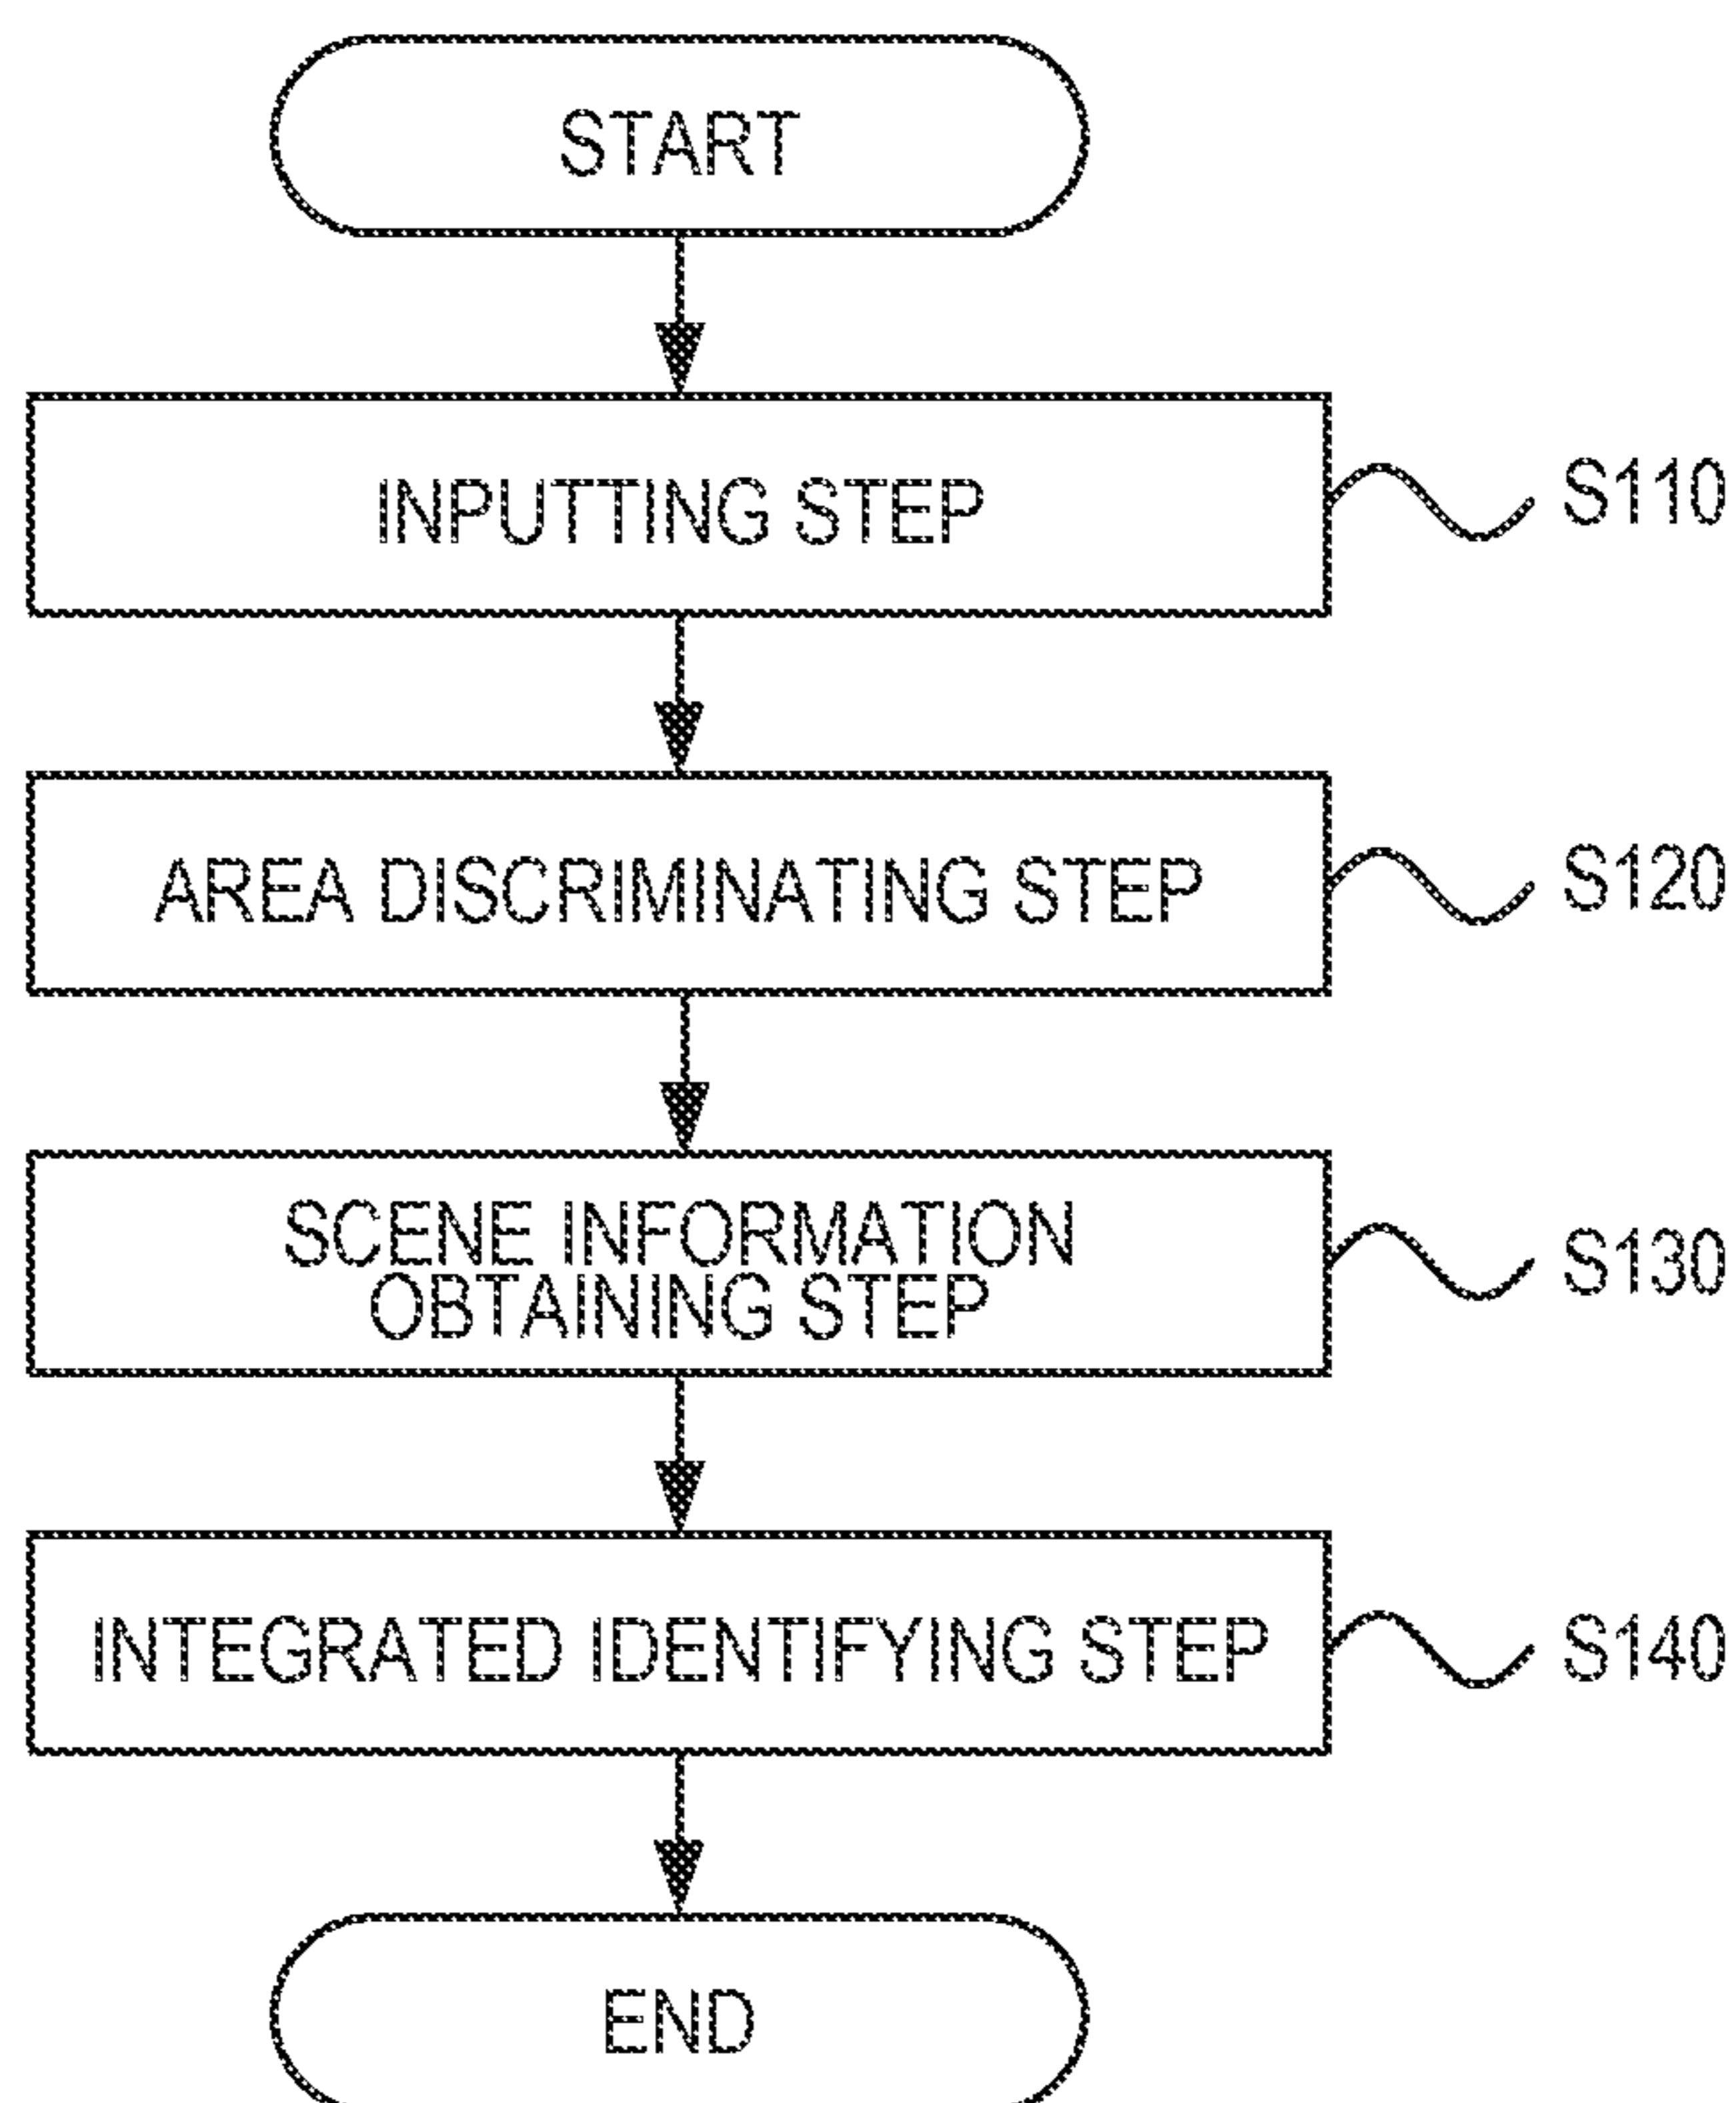 START
INPUTTING STEP
S110
AREA DISCRIMINATING STEP
S120
SCENE INFORMATION
OBTAINING STEP
S130
INTEGRATED IDENTIFYING STEP
S140
END